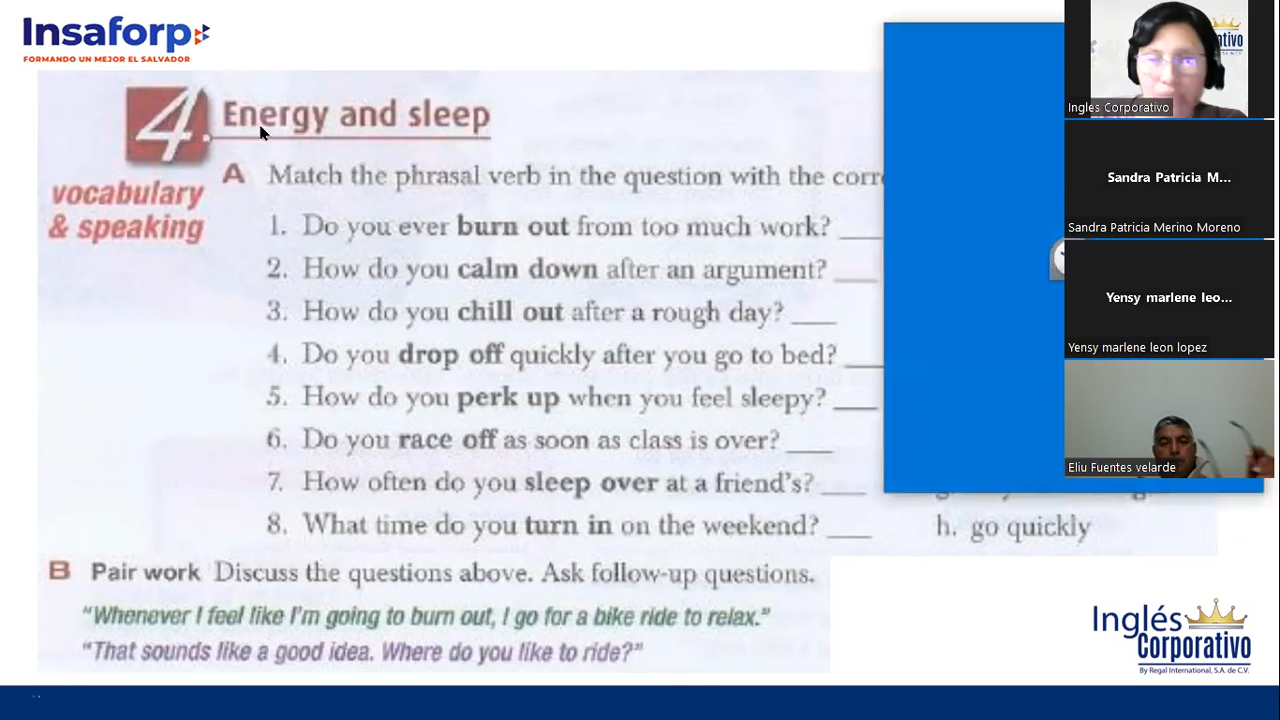 Insaforp
FORMANDO UN MEJOR EL SALVADOR
4.
Energy and sleep
vocabulary
& speaking
A Match the phrasal verb in the question with the
1. Do you ever burn out from too much work? ___
2. How do you calm down after an argument? ___
3. How do you chill out after a rough day? ___
4. Do you drop off quickly after you go to bed? ___
5. How do you perk up when you feel sleepy? ___
6. Do you race off as soon as class is over? ___
7. How often do you sleep over at a friend's? ___
8. What time do you turn in on the weekend? ___
h. go quickly
B Pair work Discuss the questions above. Ask follow-up questions.
"Whenever I feel like I'm going to burn out, I go for a bike ride to relax."
"That sounds like a good idea. Where do you like to ride?"
Ingles Corporativo
Sandra Patricia M...
Sandra Patricia Merino Moreno
Yensy marlene leo...
Yensy marlene leon lopez
Eliu Fuentes velarde
Inglés
Corporativo
By Regal International, S.A. de C.V.